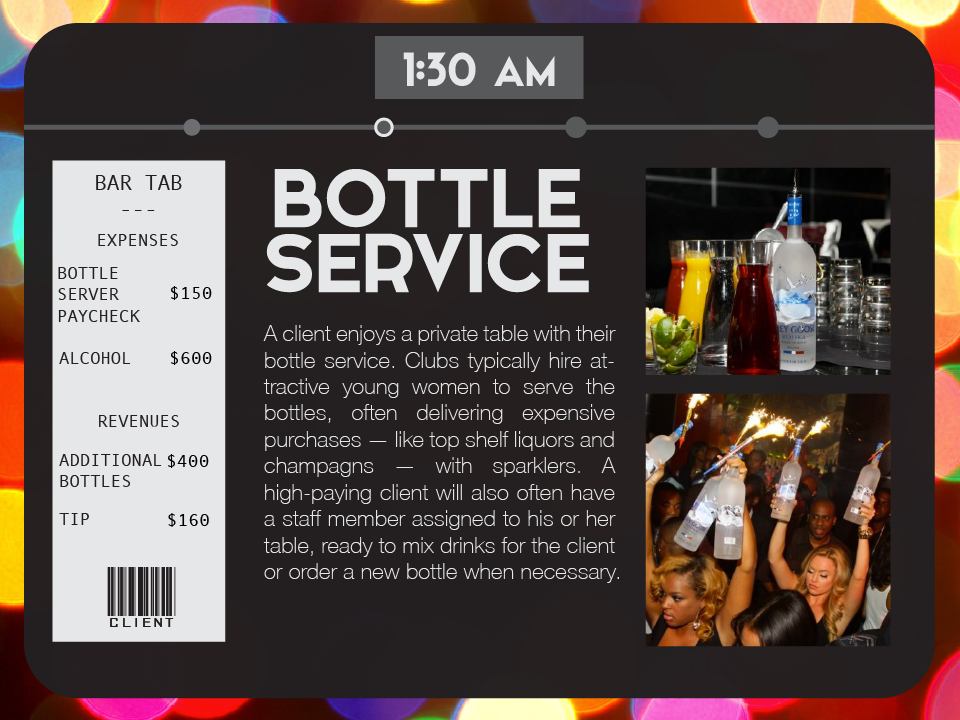 1:30 AM
BAR TAB
---
EXPENSES
BOTTLE
SERVER $150
PAYCHECK
ALCOHOL $600
REVENUES
ADDITIONAL $400
BOTTLES
TIP $160
CLIENT
BOTTLE
SERVICE
A client enjoys a private table with their
bottle service. Clubs typically hire at-
tractive young women to serve the
bottles, often delivering expensive
purchases — like top shelf liquors and
champagns — with sparklers. A
high-paying client will also often have
a staff member assigned to his or her
table, ready to mix drinks for the client
or order a new bottle when necessary.